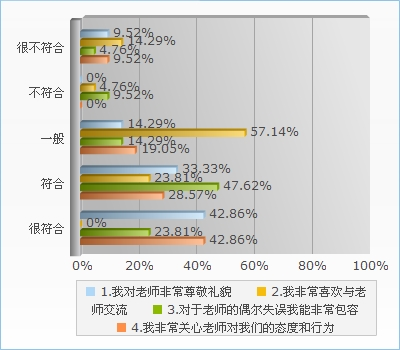 很不符合
9.52%
14.29%
4.76%
9.52%
不符合
0%
4.76%
9.52%
0%
一般
14.29%
57.14%
14.29%
19.05%
符合
33.33%
23.81%
47.62%
28.57%
很符合
42.86%
0%
23.81%
42.86%
0% 20% 40% 60% 80% 100%
1.我对老师非常尊敬礼貌 2.我非常喜欢与老
师交流 3.对于老师的偶尔失误我能非常包容
4.我非常关心老师对我们的态度和行为